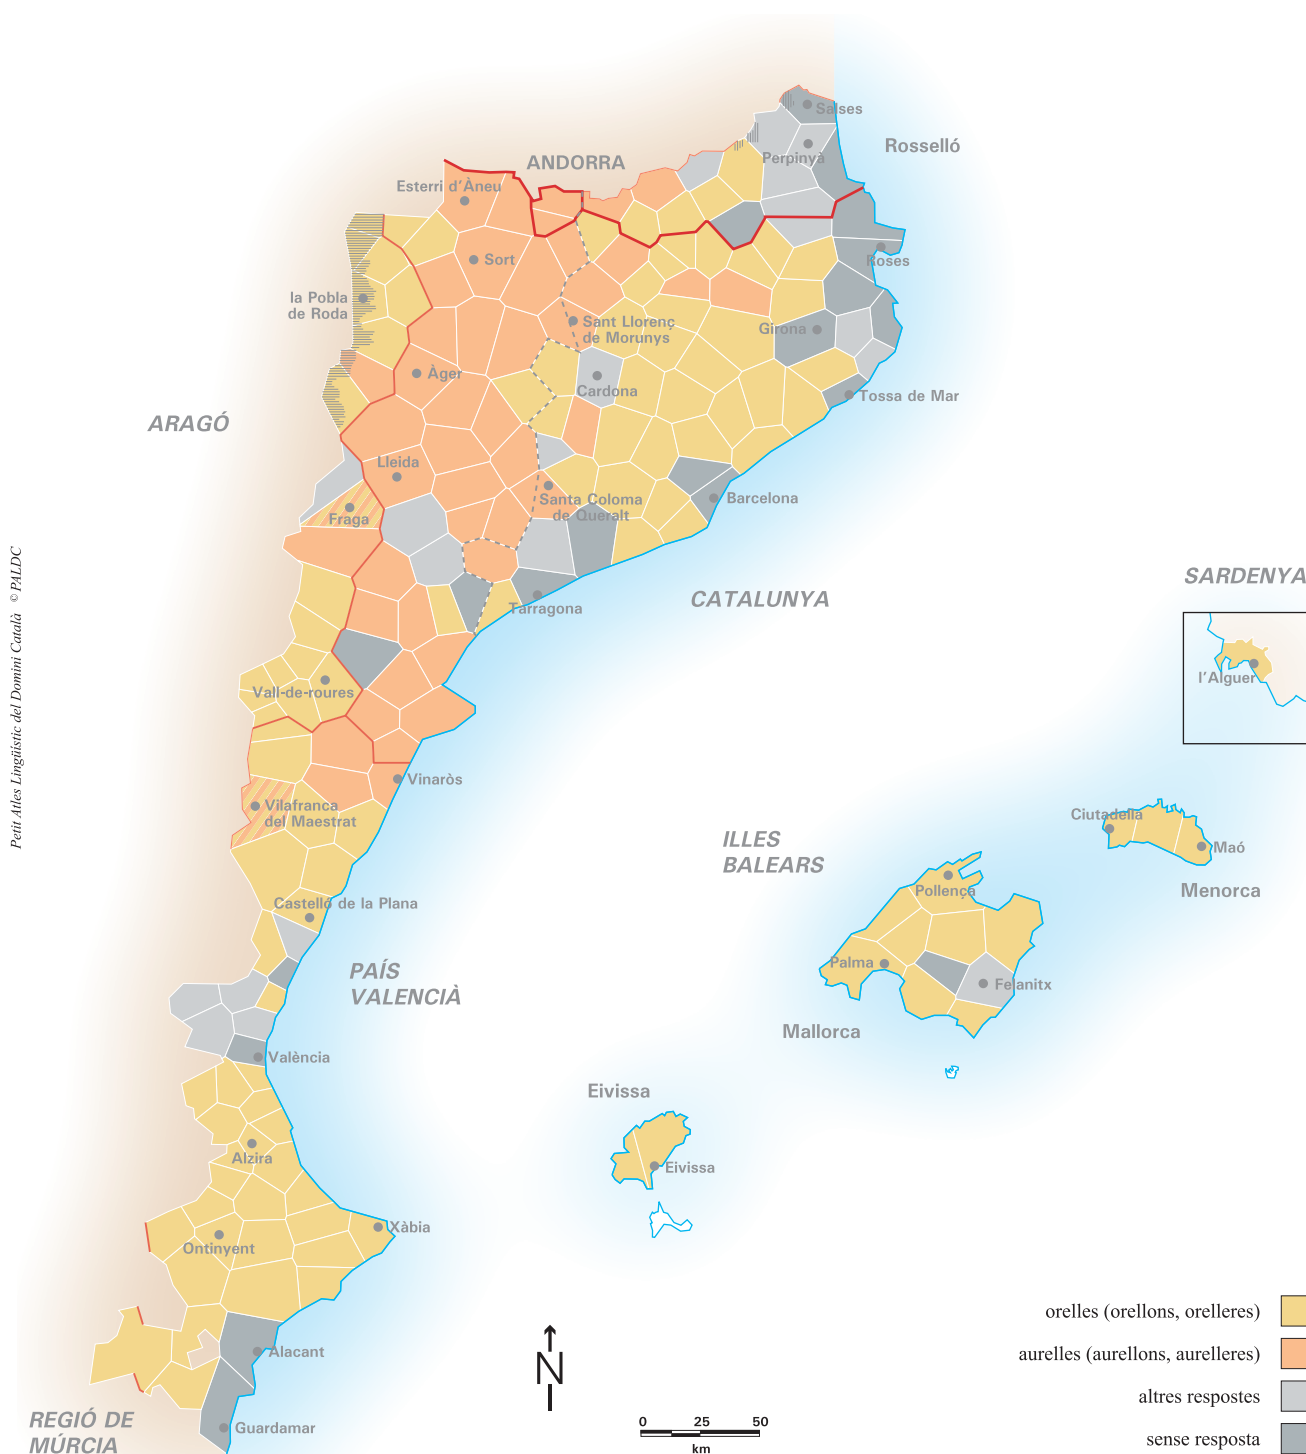 Salses
Rosselló
Perpinyà
ANDORRA
Esterri d'Àneu
Sort
Roses
la Pobla
de Roda
Sant Llorenç
de Morunys
Girona
Àger
Cardona
Tossa de Mar
ARAGÓ
Lleida
Santa Coloma
de Queralt
Barcelona
Fraga
Tarragona
CATALUNYA
SARDENYA
l'Alguer
Petit Atles Lingüístic del Domini Català © PALDC
Vall-de-roures
Vinaròs
Vilafranca
del Maestrat
ILLES
BALEARS
Ciutadella
Maó
Menorca
Pollença
Castelló de la Plana
Palma
Felanitx
PAÍS
VALENCIÀ
Mallorca
València
Eivissa
Eivissa
Alzira
Xàbia
Ontinyent
Alacant
Guardamar
REGIÓ DE
MÚRCIA
N
0 25 50
km
orelles (orellons, orelleres)
aurelles (aurellons, aurelleres)
altres respostes
sense resposta